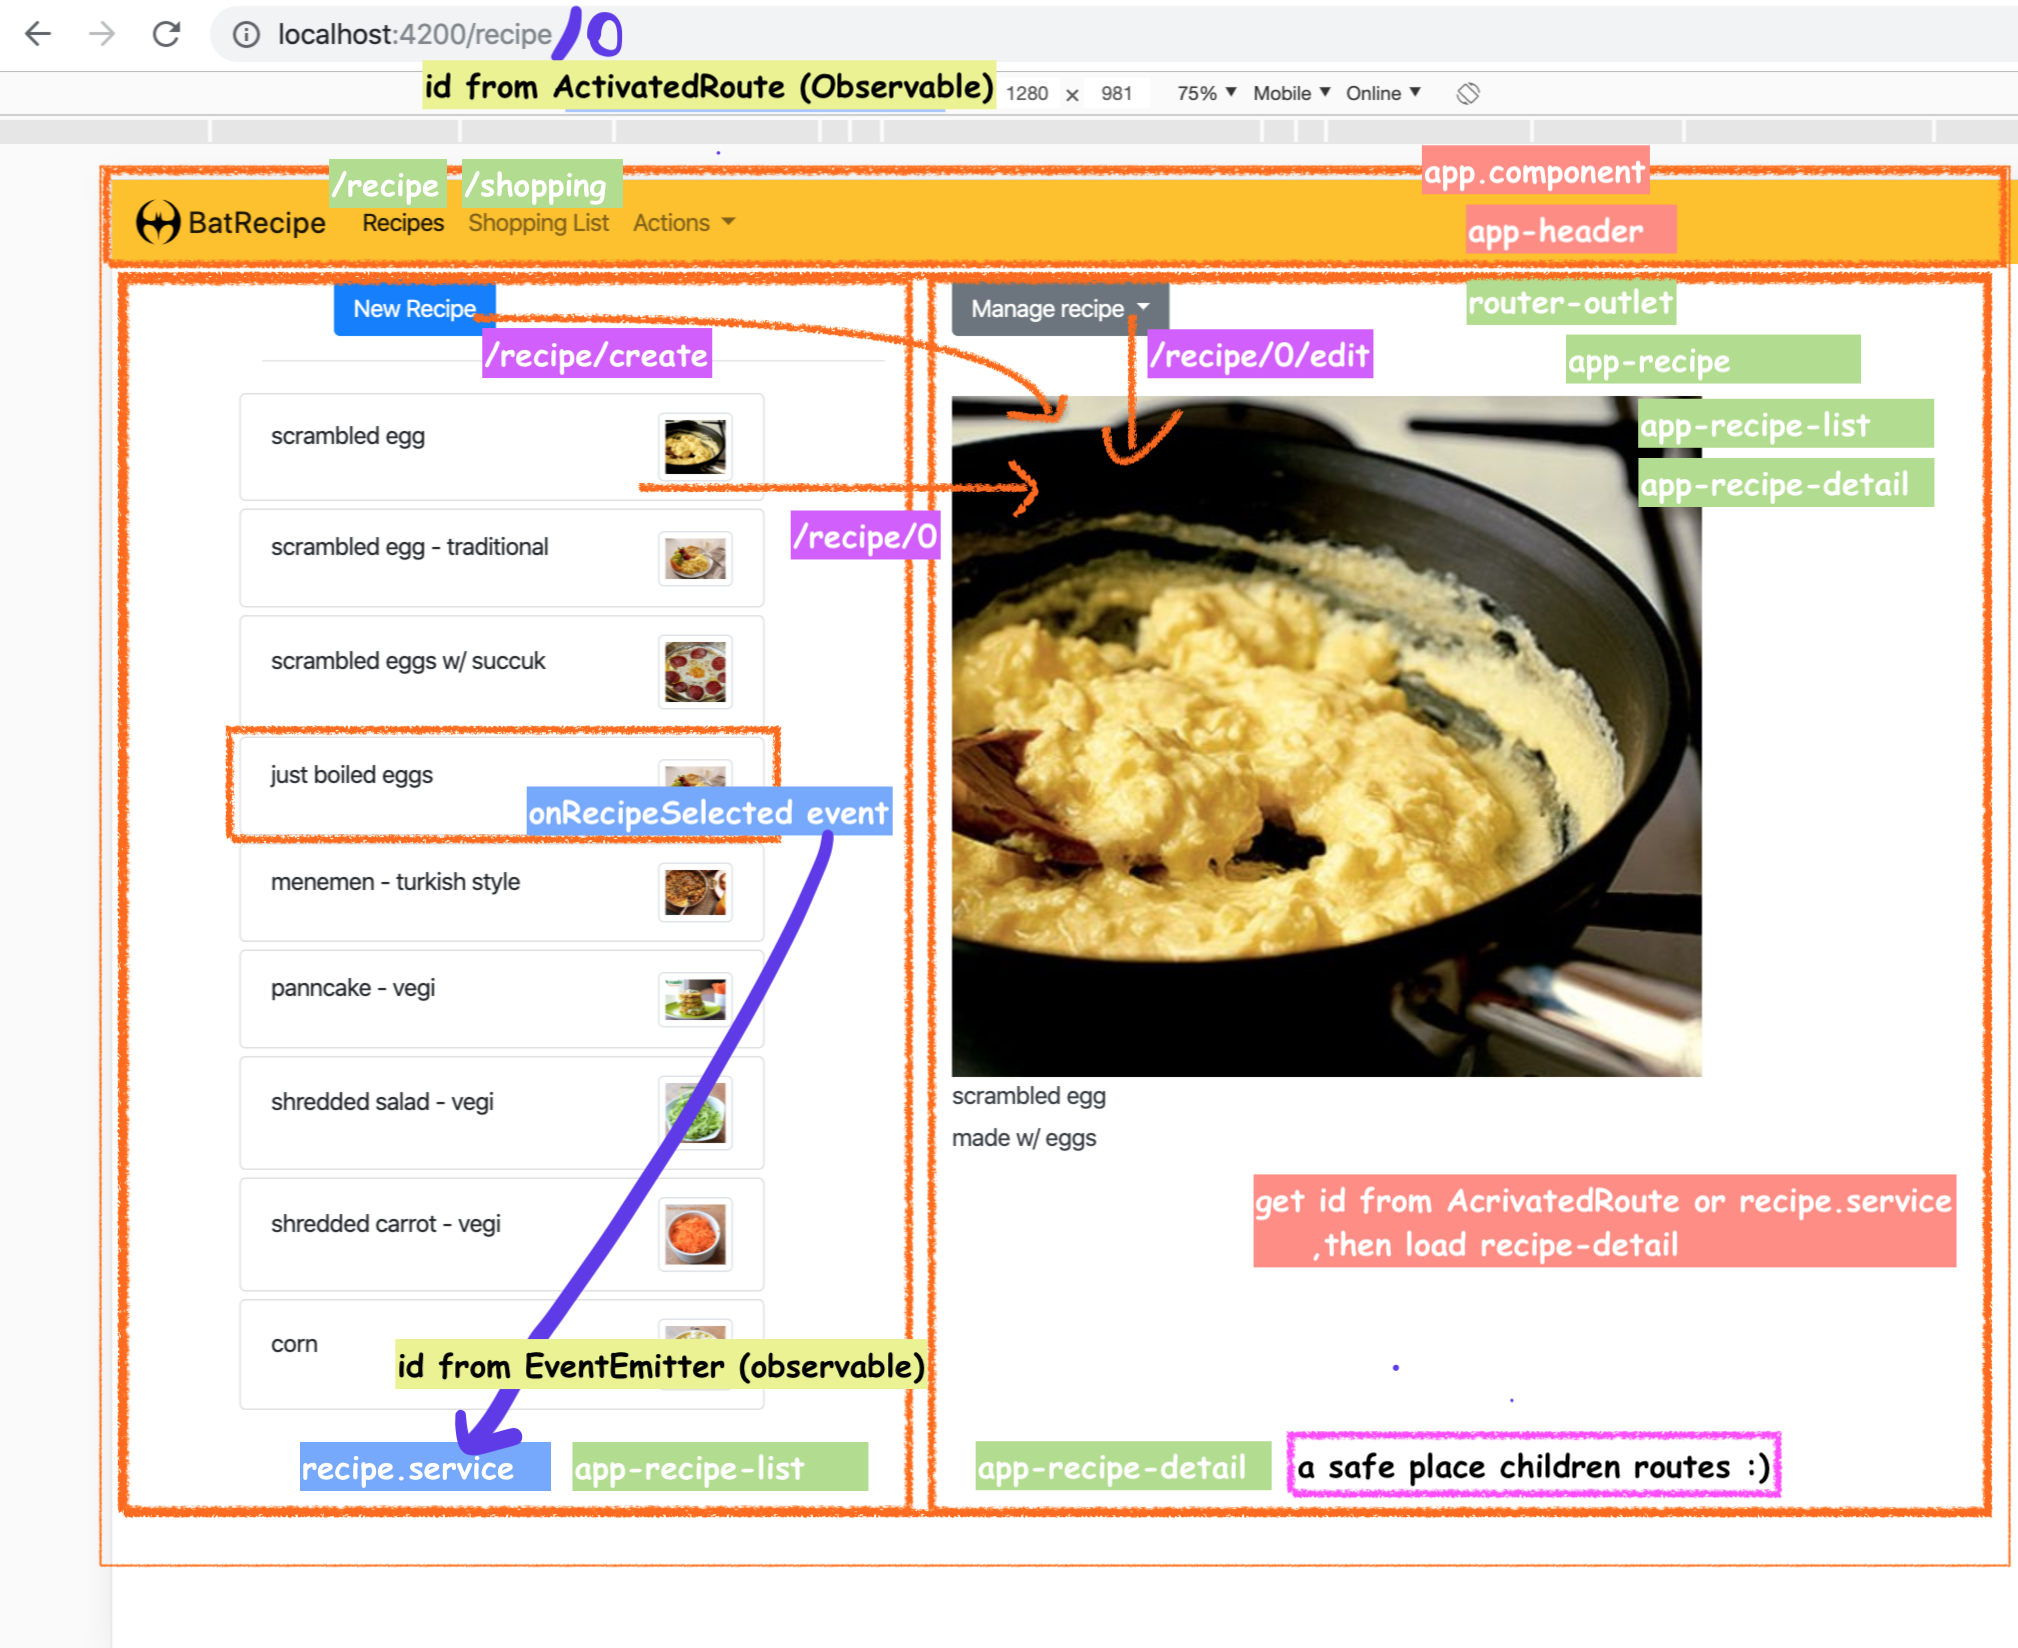 localhost:4200/recipe/0
id from ActivatedRoute (Observable)
1280 × 981 75% Mobile Online
/recipe /shopping
app.component
BatRecipe Recipes Shopping List Actions
app-header
New Recipe
Manage recipe
router-outlet
/recipe/create
/recipe/0/edit
app-recipe
scrambled egg
app-recipe-list
app-recipe-detail
/recipe/0
scrambled egg - traditional
scrambled eggs w/ succuk
just boiled eggs
onRecipeSelected event
menemen - turkish style
panncake - vegi
shredded salad - vegi
scrambled egg
made w/ eggs
shredded carrot - vegi
get id from AcrivatedRoute or recipe.service
,then load recipe-detail
corn
id from EventEmitter (observable)
recipe.service app-recipe-list
app-recipe-detail a safe place children routes :)